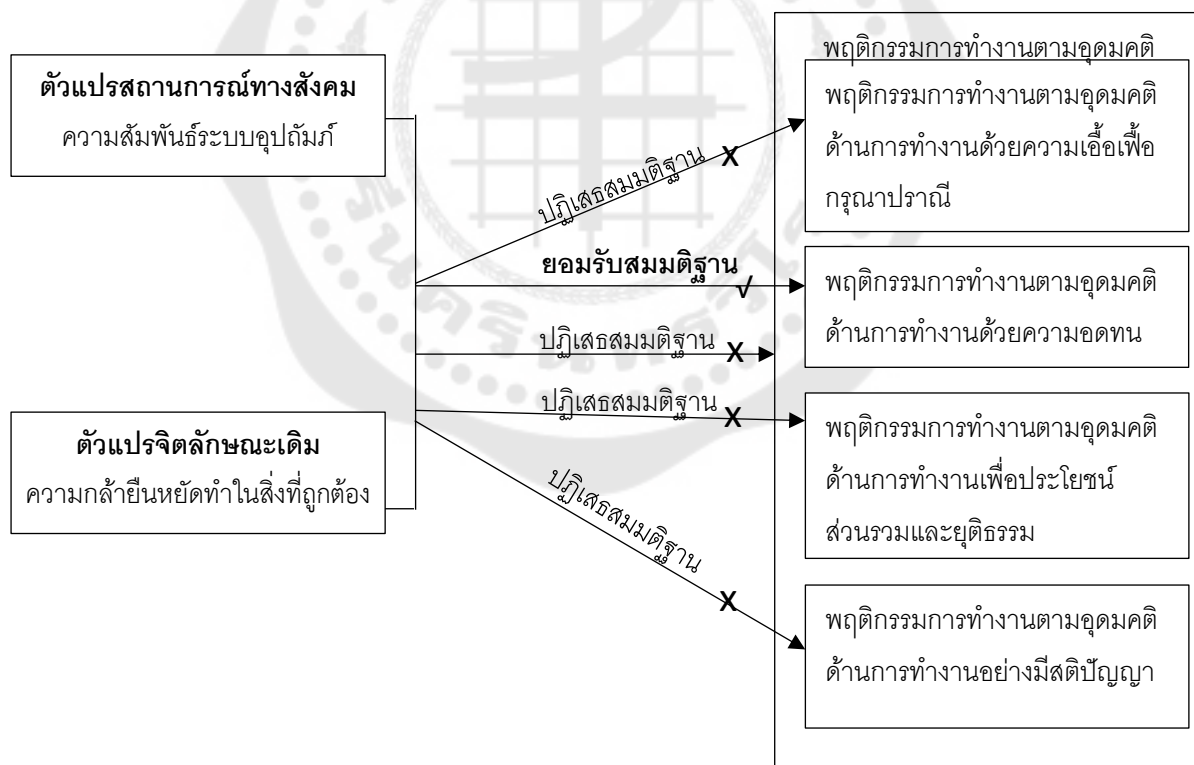 ตัวแปรสถานการณ์ทางสังคม
ความสัมพันธ์ระบบอุปถัมภ์
ตัวแปรจิตลักษณะเดิม
ความกล้ายืนหยัดทำในสิ่งที่ถูกต้อง
ปฏิเสธสมมติฐาน X
ยอมรับสมมติฐาน √
ปฏิเสธสมมติฐาน X
ปฏิเสธสมมติฐาน X
ปฏิเสธสมมติฐาน X
พฤติกรรมการทำงานตามอุดมคติ
พฤติกรรมการทำงานตามอุดมคติ
ด้านการทำงานด้วยความเอื้อเฟื้อ
กรุณาปราณี
พฤติกรรมการทำงานตามอุดมคติ
ด้านการทำงานด้วยความอดทน
พฤติกรรมการทำงานตามอุดมคติ
ด้านการทำงานเพื่อประโยชน์
ส่วนรวมและยุติธรรม
พฤติกรรมการทำงานตามอุดมคติ
ด้านการทำงานอย่างมีสติปัญญา